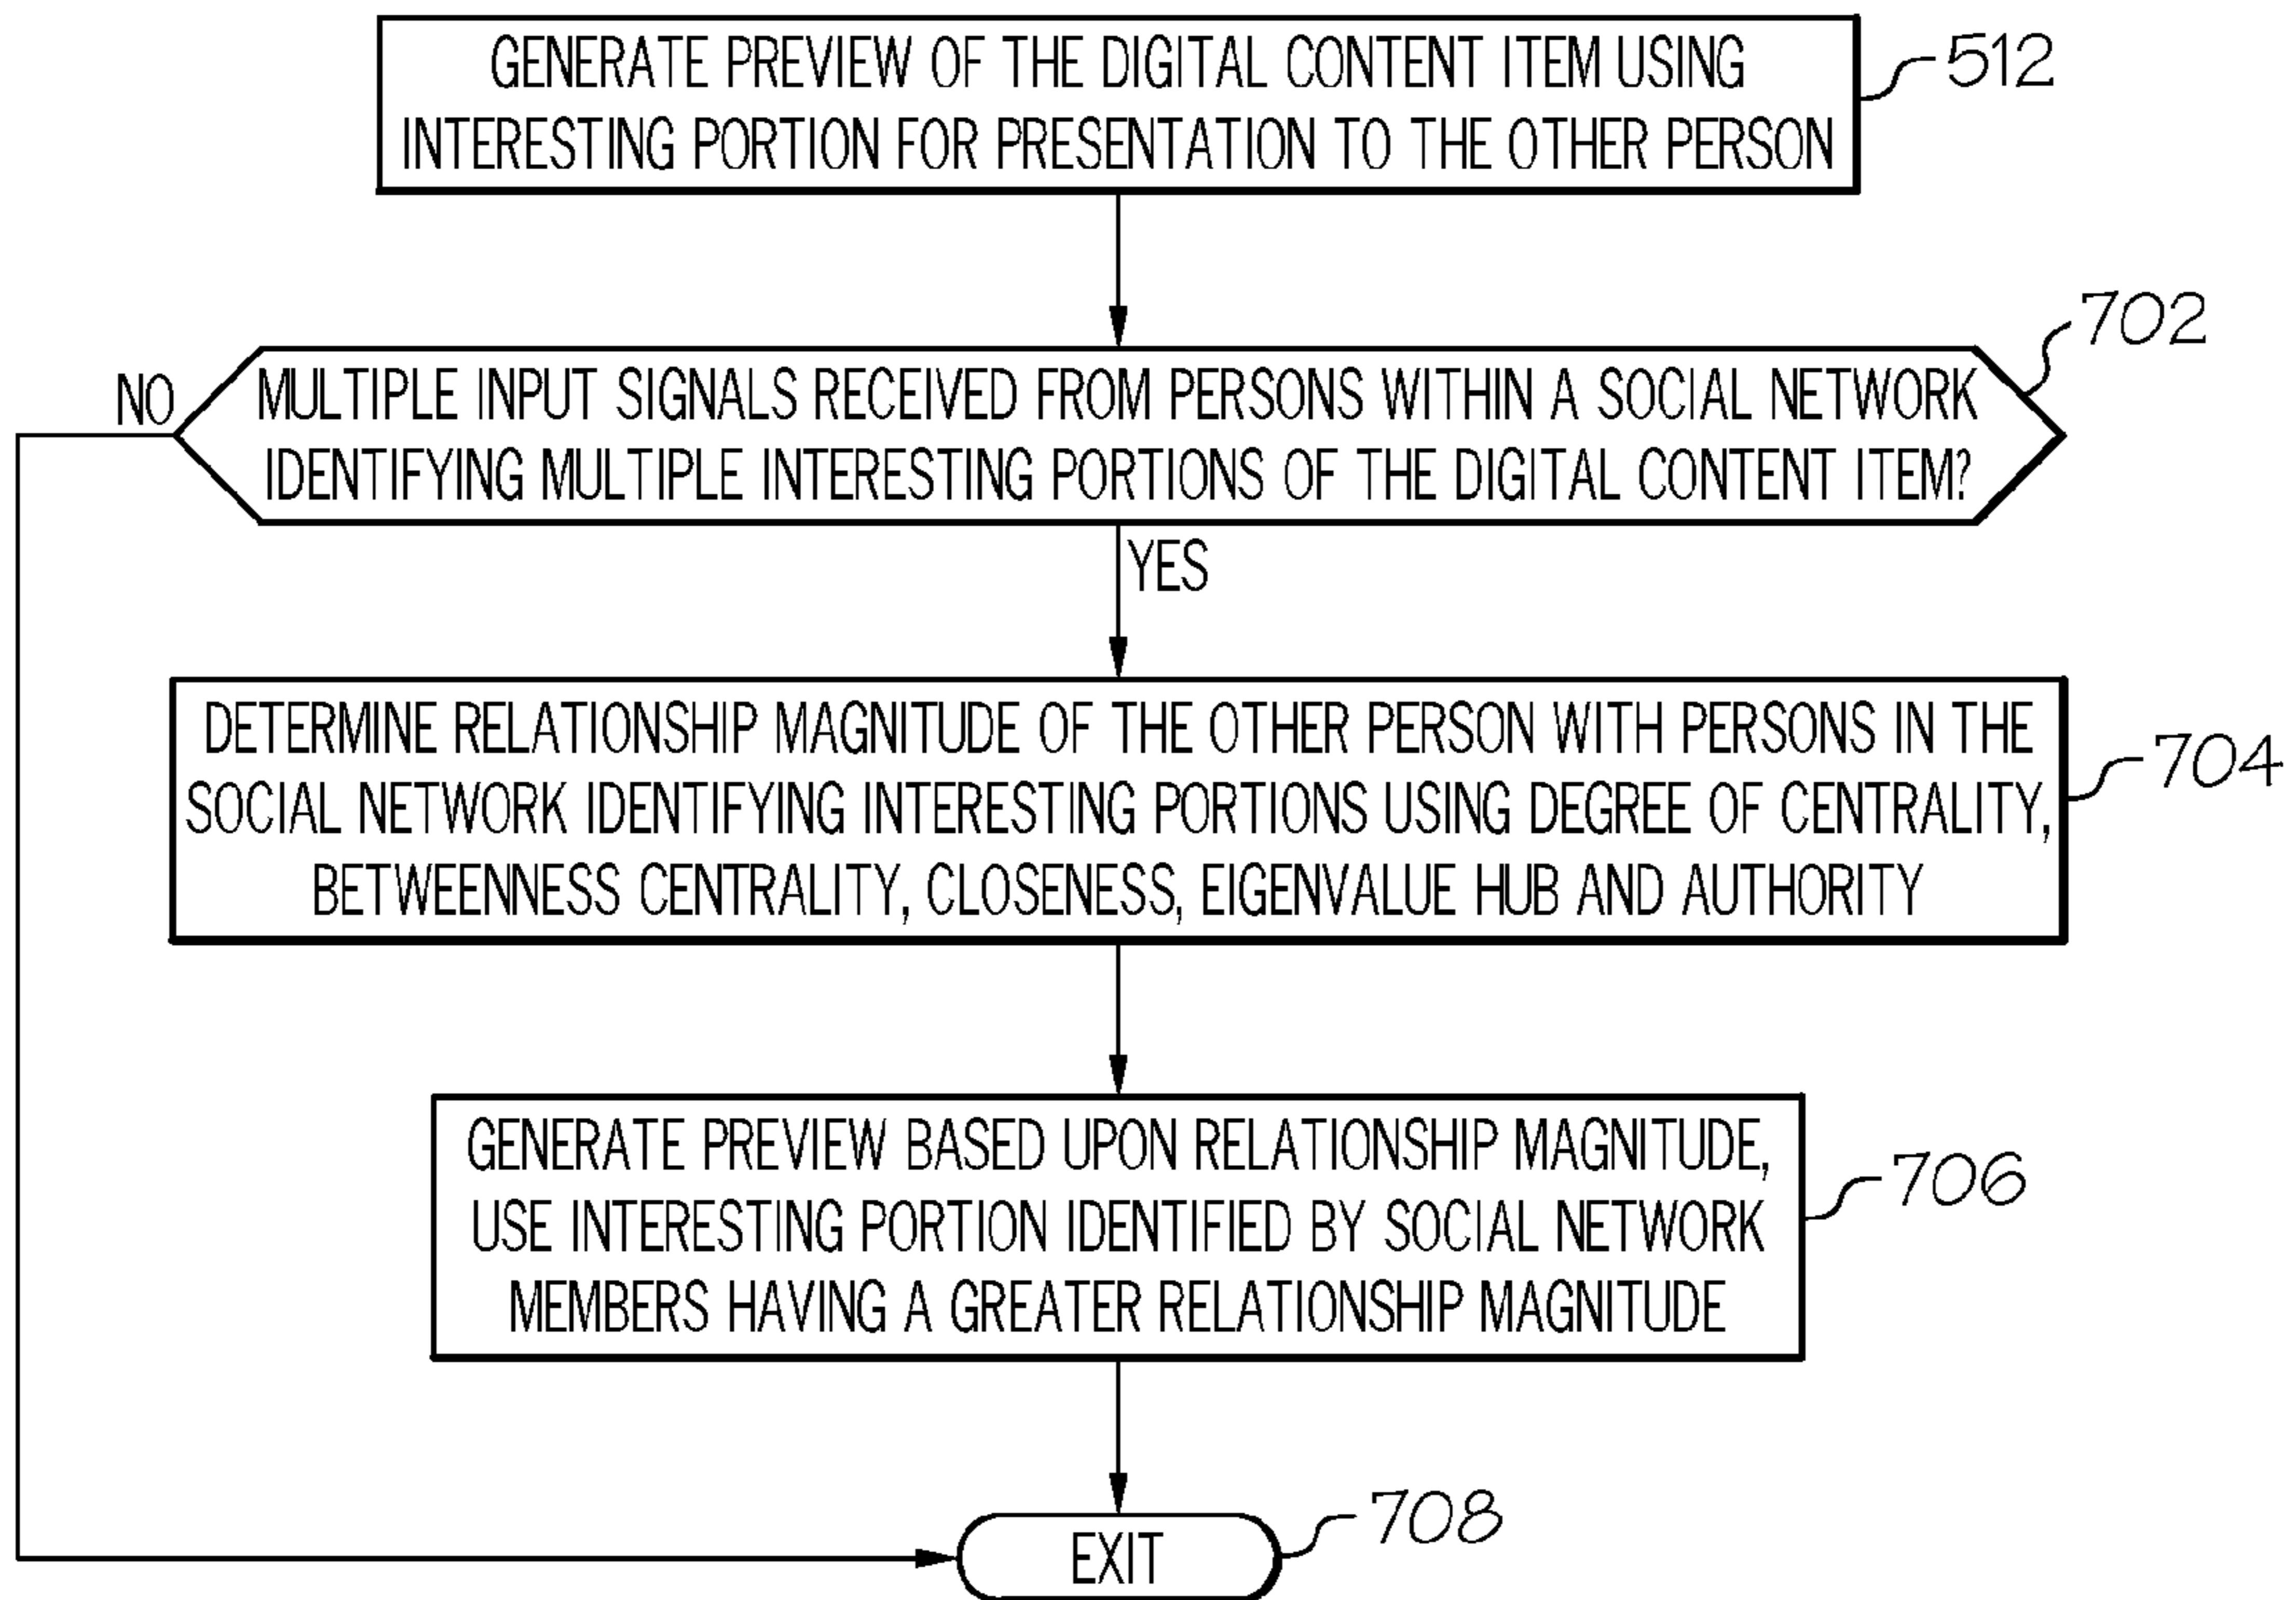 GENERATE PREVIEW OF THE DIGITAL CONTENT ITEM USING
INTERESTING PORTION FOR PRESENTATION TO THE OTHER PERSON
512
702
NO
MULTIPLE INPUT SIGNALS RECEIVED FROM PERSONS WITHIN A SOCIAL NETWORK
IDENTIFYING MULTIPLE INTERESTING PORTIONS OF THE DIGITAL CONTENT ITEM?
YES
DETERMINE RELATIONSHIP MAGNITUDE OF THE OTHER PERSON WITH PERSONS IN THE
SOCIAL NETWORK IDENTIFYING INTERESTING PORTIONS USING DEGREE OF CENTRALITY,
BETWEENNESS CENTRALITY, CLOSENESS, EIGENVALUE HUB AND AUTHORITY
704
GENERATE PREVIEW BASED UPON RELATIONSHIP MAGNITUDE,
USE INTERESTING PORTION IDENTIFIED BY SOCIAL NETWORK
MEMBERS HAVING A GREATER RELATIONSHIP MAGNITUDE
706
EXIT
708